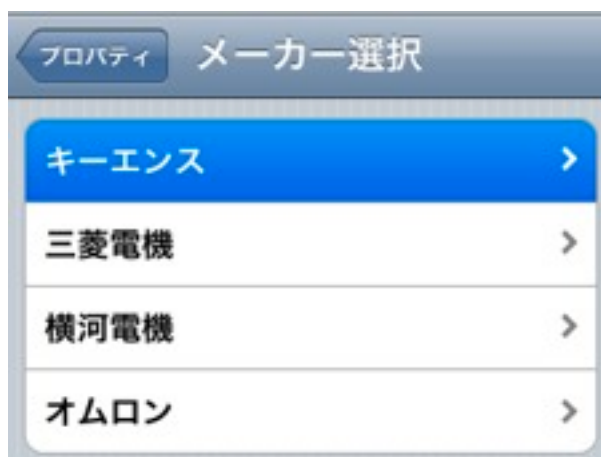 プロパティ メーカー選択
キーエンス
三菱電機
横河電機
オムロン